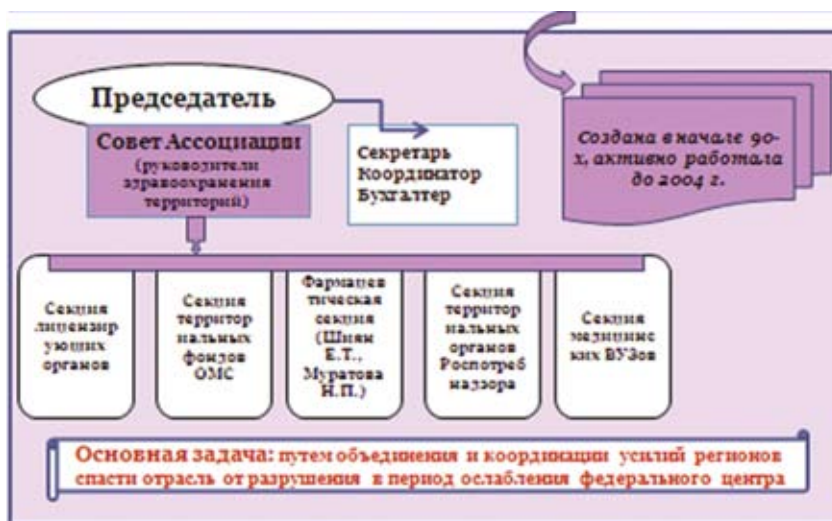 Председатель
Совет Ассоциации
(руководители
здравоохранения
территорий)
Секретарь
Координатор
Бухгалтер
Создана в начале 90-
х, активно работала
до 2004 г.
Секция
лицензир
ующих
органов
Секция
территор
иальных
фондов
ОМС
Фармацев
тическая
секция
(Шиян
Е.Т.,
Муратова
Н.П.)
Секция
территор
иальных
органов
Роспотреб
надзора
Секция
медицинс
ких ВУЗов
Основная задача: путем объединения и координации усилий регионов
спасти отрасль от разрушения в период ослабления федерального центра